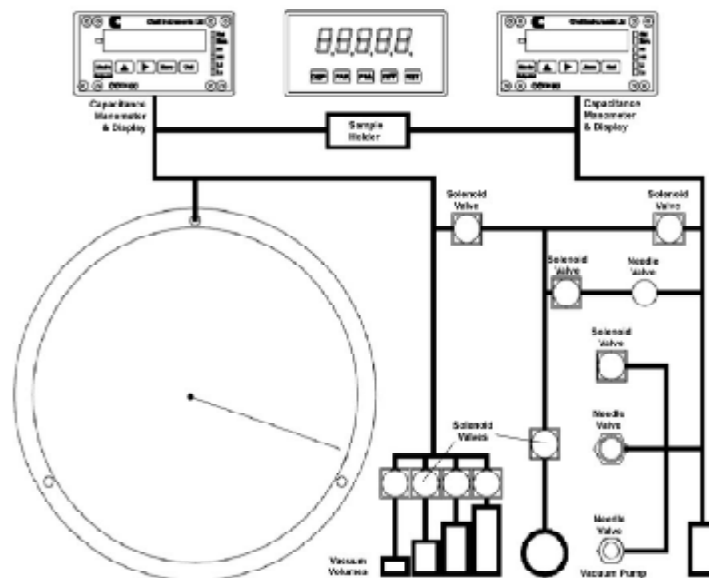 Capacitance
Manometer
& Display
Sample
Holder
Capacitance
Manometer
& Display
Solenoid
Valve
Solenoid
Valve
Solenoid
Valve
Needle
Valve
Solenoid
Valve
Solenoid
Valves
Needle
Valve
Needle
Valve
Vacuum
Volumes
Vacuum Pump